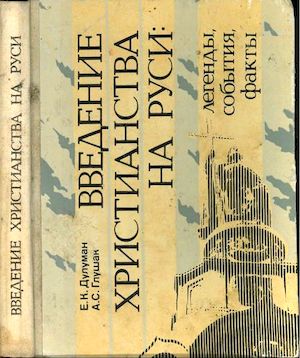 ВВЕДЕНИЕ ХРИСТИАНСТВА НА РУСИ
Е.К. Дулуман
А.С. Глушак
ВВЕДЕНИЕ
ХРИСТИАНСТВА
НА РУСИ:
легенды,
события,
факты